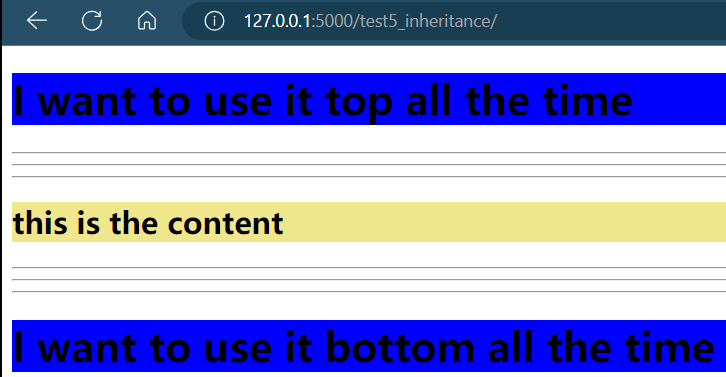 127.0.0.1:5000/test5_inheritance/
I want to use it top all the time
this is the content
I want to use it bottom all the time